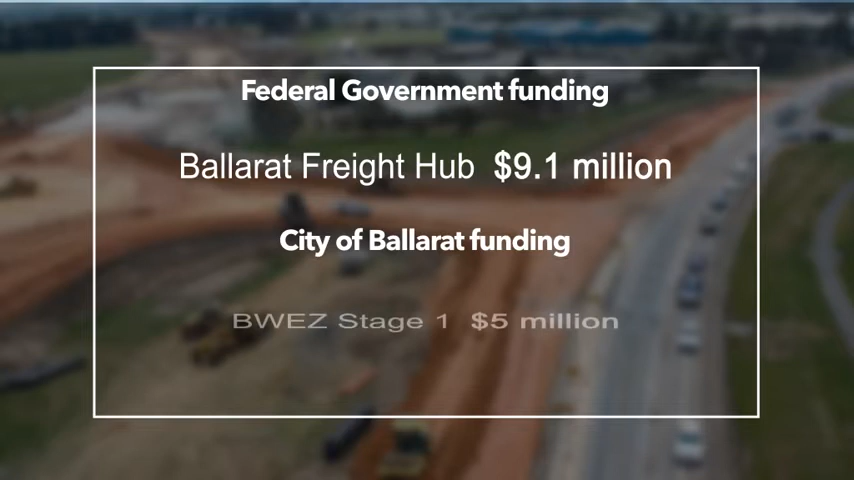 Federal Government funding
Ballarat Freight Hub $9.1 million
City of Ballarat funding
BWEZ Stage 1 $5 million